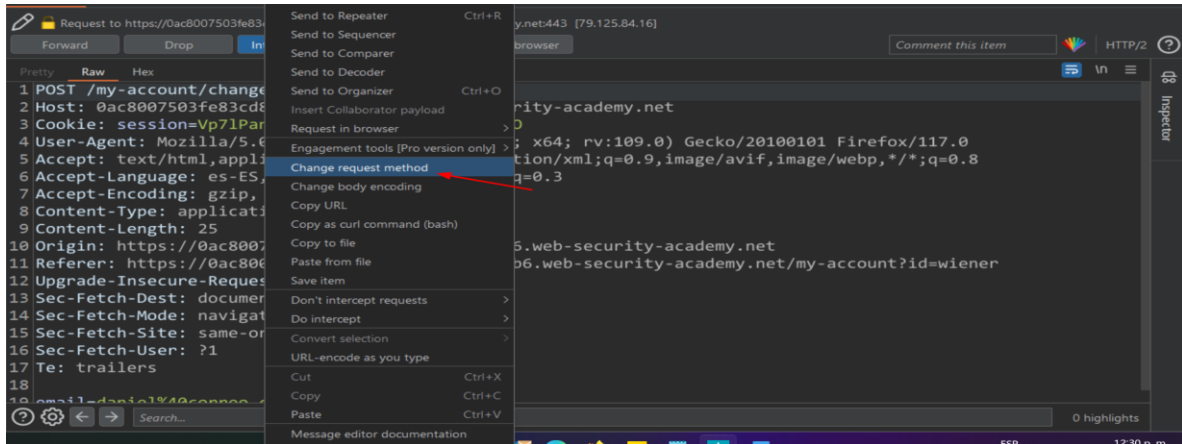 Request to https://0ac8007503fe83c
y.net:443 [79.125.84.16]
Forward Drop Int
browser
Comment this item
HTTP/2
Pretty Raw Hex
\n
Inspector
1 POST /my-account/change
2 Host: 0ac8007503fe83cd8
rity-academy.net
3 Cookie: session=Vp7lPar
4 User-Agent: Mozilla/5.0
; x64; rv:109.0) Gecko/20100101 Firefox/117.0
5 Accept: text/html,appli
tion/xml;q=0.9,image/avif,image/webp,*/*;q=0.8
6 Accept-Language: es-ES,
q=0.3
7 Accept-Encoding: gzip,
8 Content-Type: applicati
9 Content-Length: 25
10 Origin: https://0ac8007
6.web-security-academy.net
11 Referer: https://0ac800
b6.web-security-academy.net/my-account?id=wiener
12 Upgrade-Insecure-Reques
13 Sec-Fetch-Dest: documen
14 Sec-Fetch-Mode: navigat
15 Sec-Fetch-Site: same-or
16 Sec-Fetch-User: ?1
17 Te: trailers
18
19
Send to Repeater Ctrl+R
Send to Sequencer
Send to Comparer
Send to Decoder
Send to Organizer Ctrl+O
Insert Collaborator payload
Request in browser >
Engagement tools [Pro version only] >
Change request method
Change body encoding
Copy URL
Copy as curl command (bash)
Copy to file
Paste from file
Save item
Don't intercept requests >
Do intercept >
Convert selection >
URL-encode as you type
Cut Ctrl+X
Copy Ctrl+C
Paste Ctrl+V
Message editor documentation
Search...
0 highlights
ESP
12:30 p. m.